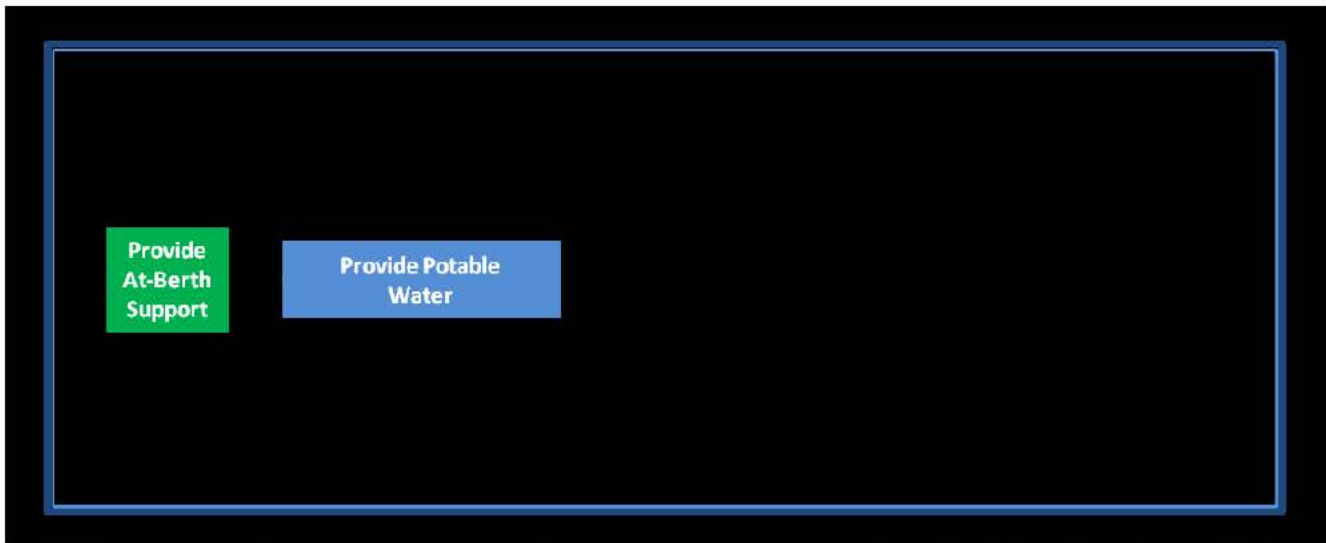 Provide
At-Berth
Support
Provide Potable
Water